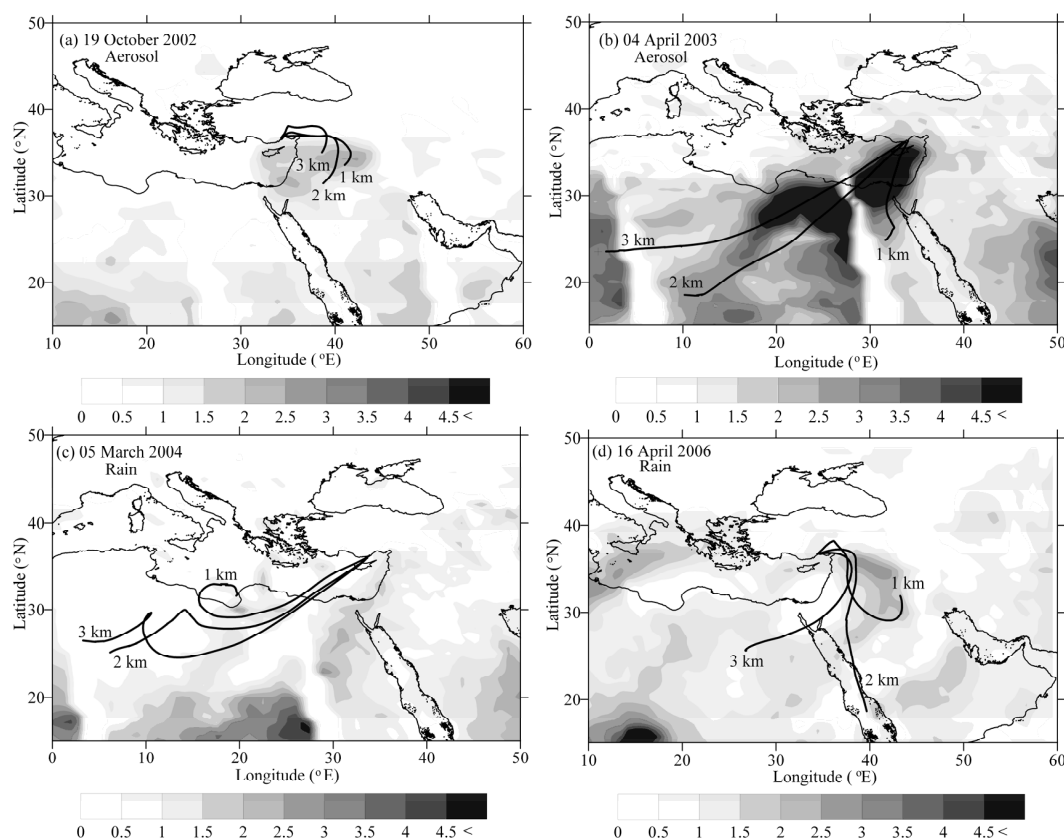 (a) 19 October 2002
Aerosol
50
40
30
20
Latitude (°N)
3 km
1 km
2 km
10 20 30 40 50 60
Longitude (°E)
0 0.5 1 1.5 2 2.5 3 3.5 4 4.5 <
(b) 04 April 2003
Aerosol
50
40
30
20
Latitude (°N)
3 km
2 km
1 km
0 10 20 30 40 50
Longitude (°E)
0 0.5 1 1.5 2 2.5 3 3.5 4 4.5 <
(c) 05 March 2004
Rain
50
40
30
20
Latitude (°N)
1 km
3 km
2 km
0 10 20 30 40 50
Longitude (°E)
0 0.5 1 1.5 2 2.5 3 3.5 4 4.5 <
(d) 16 April 2006
Rain
50
40
30
20
Latitude (°N)
1 km
3 km
2 km
10 20 30 40 50 60
Longitude (°E)
0 0.5 1 1.5 2 2.5 3 3.5 4 4.5 <